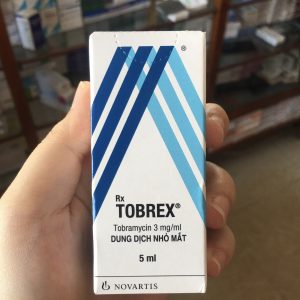 ®
Rx
TOBREX®
Tobramycin 3 mg/ml
DUNG DỊCH NHỎ MẮT
5 ml
NOVARTIS